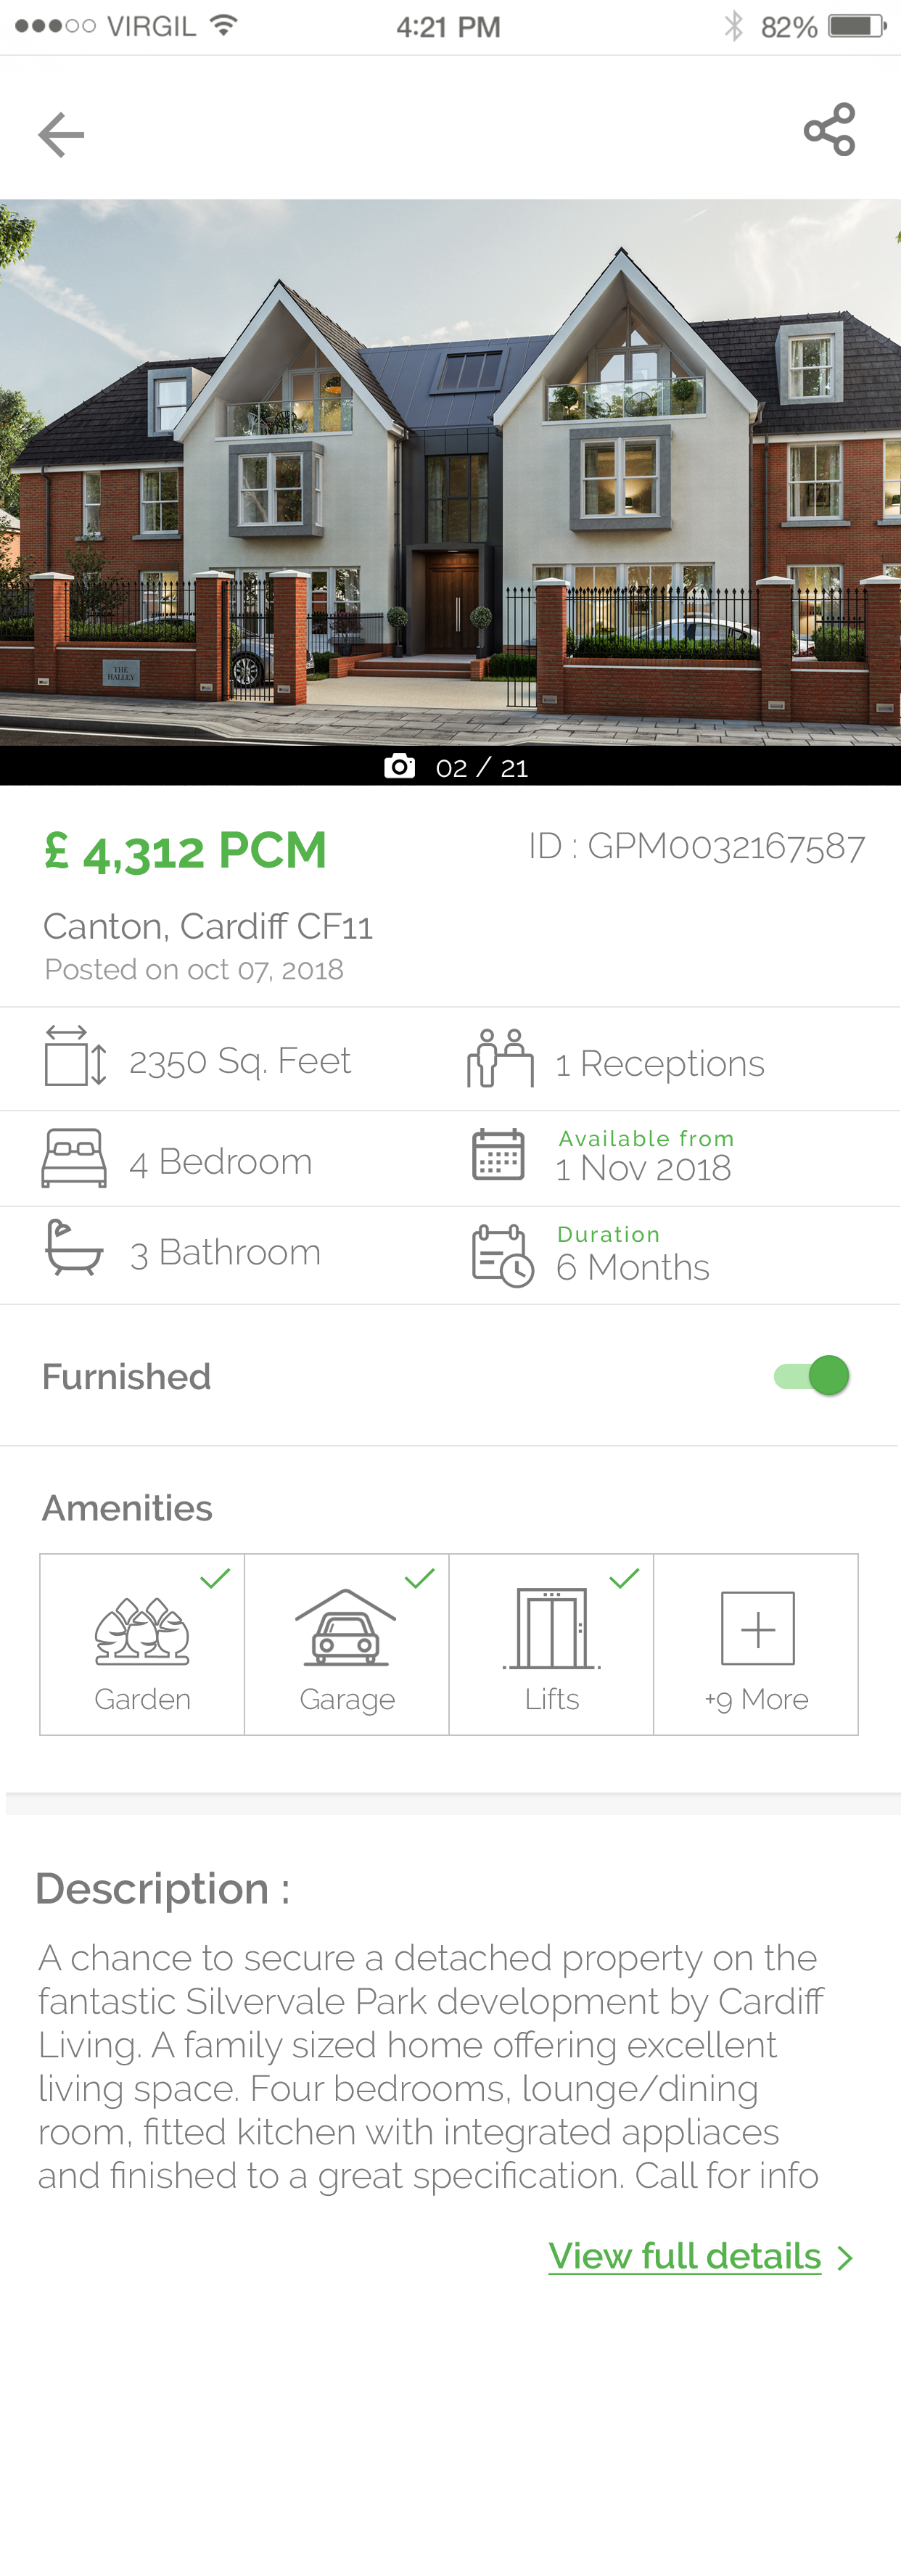 VIRGIL 4:21 PM 82%
THE
HALLEY
02 / 21
£ 4,312 PCM ID : GPM0032167587
Canton, Cardiff CF11
Posted on oct 07, 2018
2350 Sq. Feet 1 Receptions
4 Bedroom Available from
1 Nov 2018
3 Bathroom Duration
6 Months
Furnished
Amenities
Garden Garage Lifts +9 More
Description :
A chance to secure a detached property on the
fantastic Silvervale Park development by Cardiff
Living. A family sized home offering excellent
living space. Four bedrooms, lounge/dining
room, fitted kitchen with integrated appliaces
and finished to a great specification. Call for info
View full details >